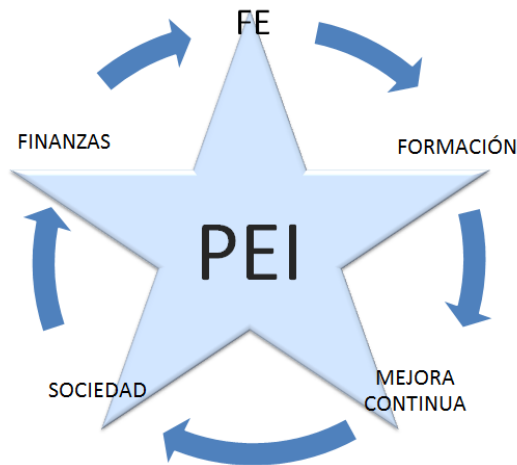 FE
FINANZAS
FORMACIÓN
PEI
SOCIEDAD
MEJORA
CONTINUA